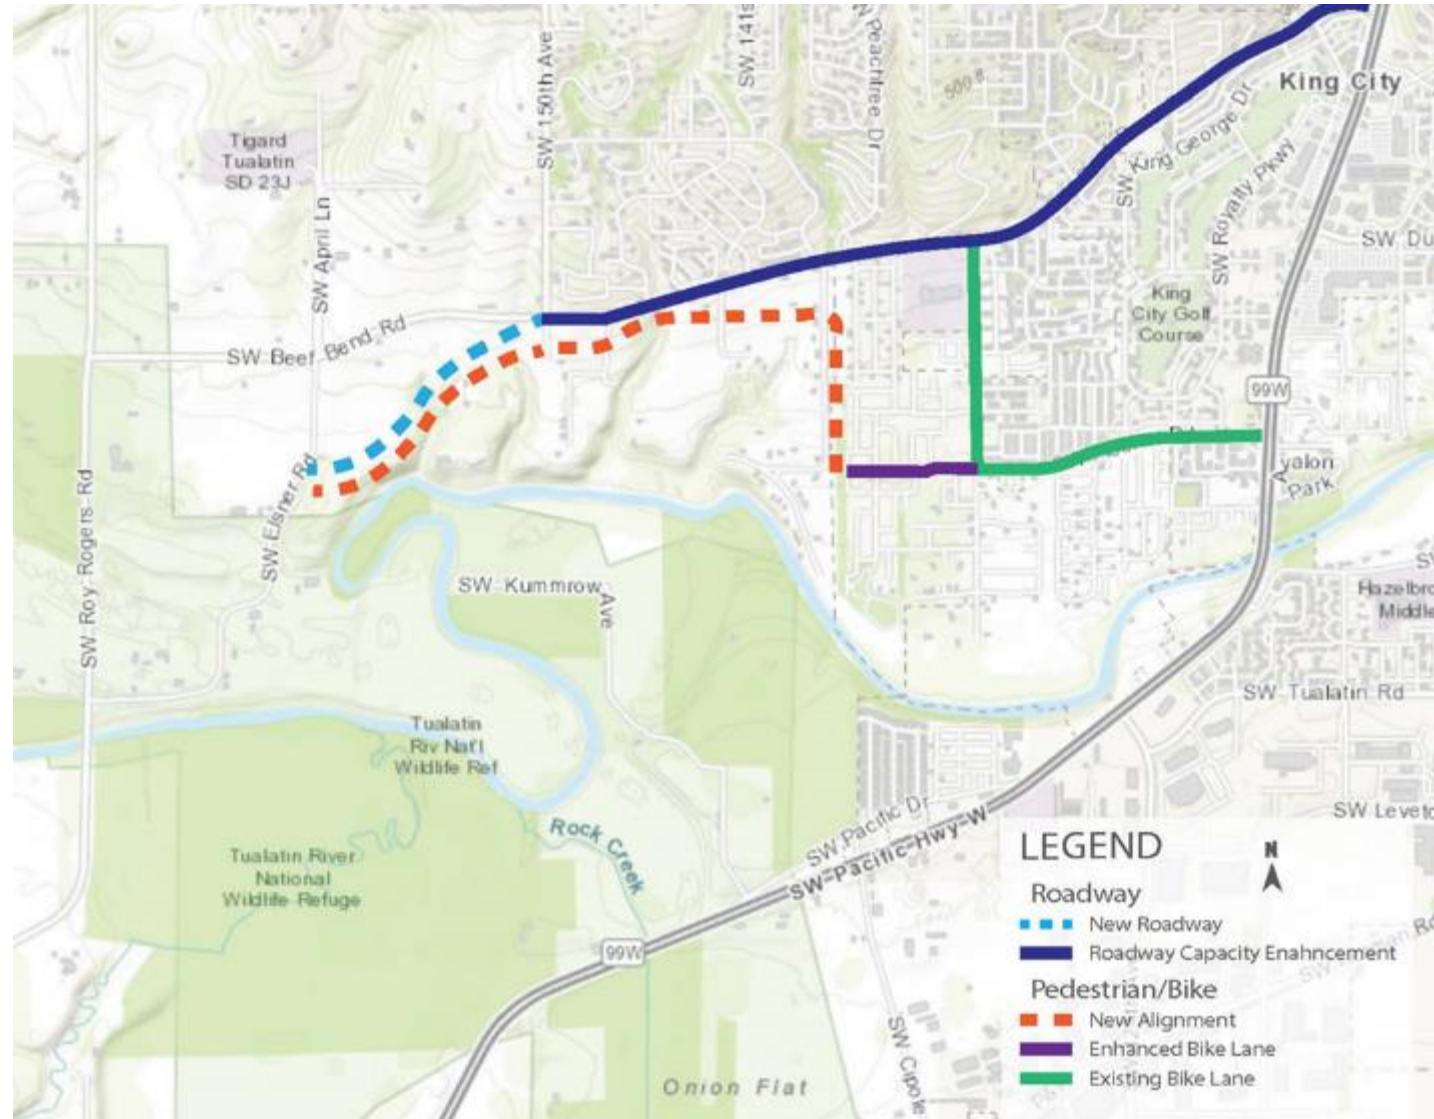 SW 150th Ave
SW 141s
W Peachtree Dr
500 ft
King City
Tigard
Tualatin
SD 23J
SW April Ln
SW King George Dr
SW Royalty Pkwy
SW Du
King
City Golf
Course
SW Beef Bend Rd
99W
Avalon
Park
SW Roy Rogers Rd
SW Elsner Rd
SW Kummrow
Ave
Hazelbro
Middle
SW Tualatin Rd
Tualatin
Riv Nat'l
Wildlife Ref
SW Pacific Dr
SW Pacific Hwy W
SW Leveto
Rock Creek
Tualatin River
National
Wildlife Refuge
99W
SW Cipole
Onion Flat
LEGEND
N
Roadway
New Roadway
Roadway Capacity Enahncement
Pedestrian/Bike
New Alignment
Enhanced Bike Lane
Existing Bike Lane